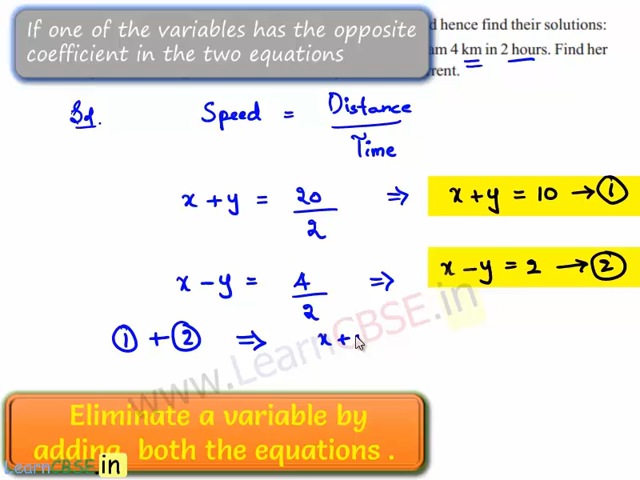 If one of the variables has the opposite
coefficient in the two equations
d hence find their solutions:
am 4 km in 2 hours. Find her
rrent.
Sol. Speed = Distance / Time
x + y = 20/2 ⇒ x + y = 10 → ①
x − y = 4/2 ⇒ x − y = 2 → ②
① + ② ⇒ x +
www.LearnCBSE.in
Eliminate a variable by
adding both the equations .
LearnCBSE.in